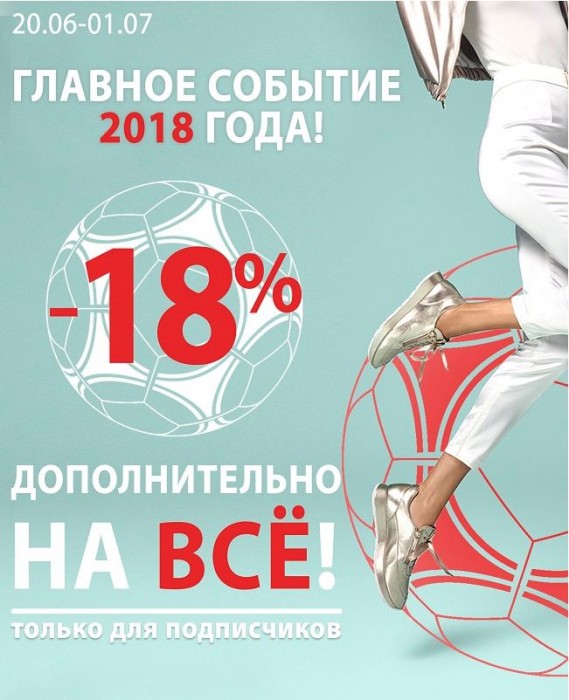 20.06-01.07
ГЛАВНОЕ СОБЫТИЕ
2018 ГОДА!
-18%
ДОПОЛНИТЕЛЬНО
НА ВСЁ!
только для подписчиков